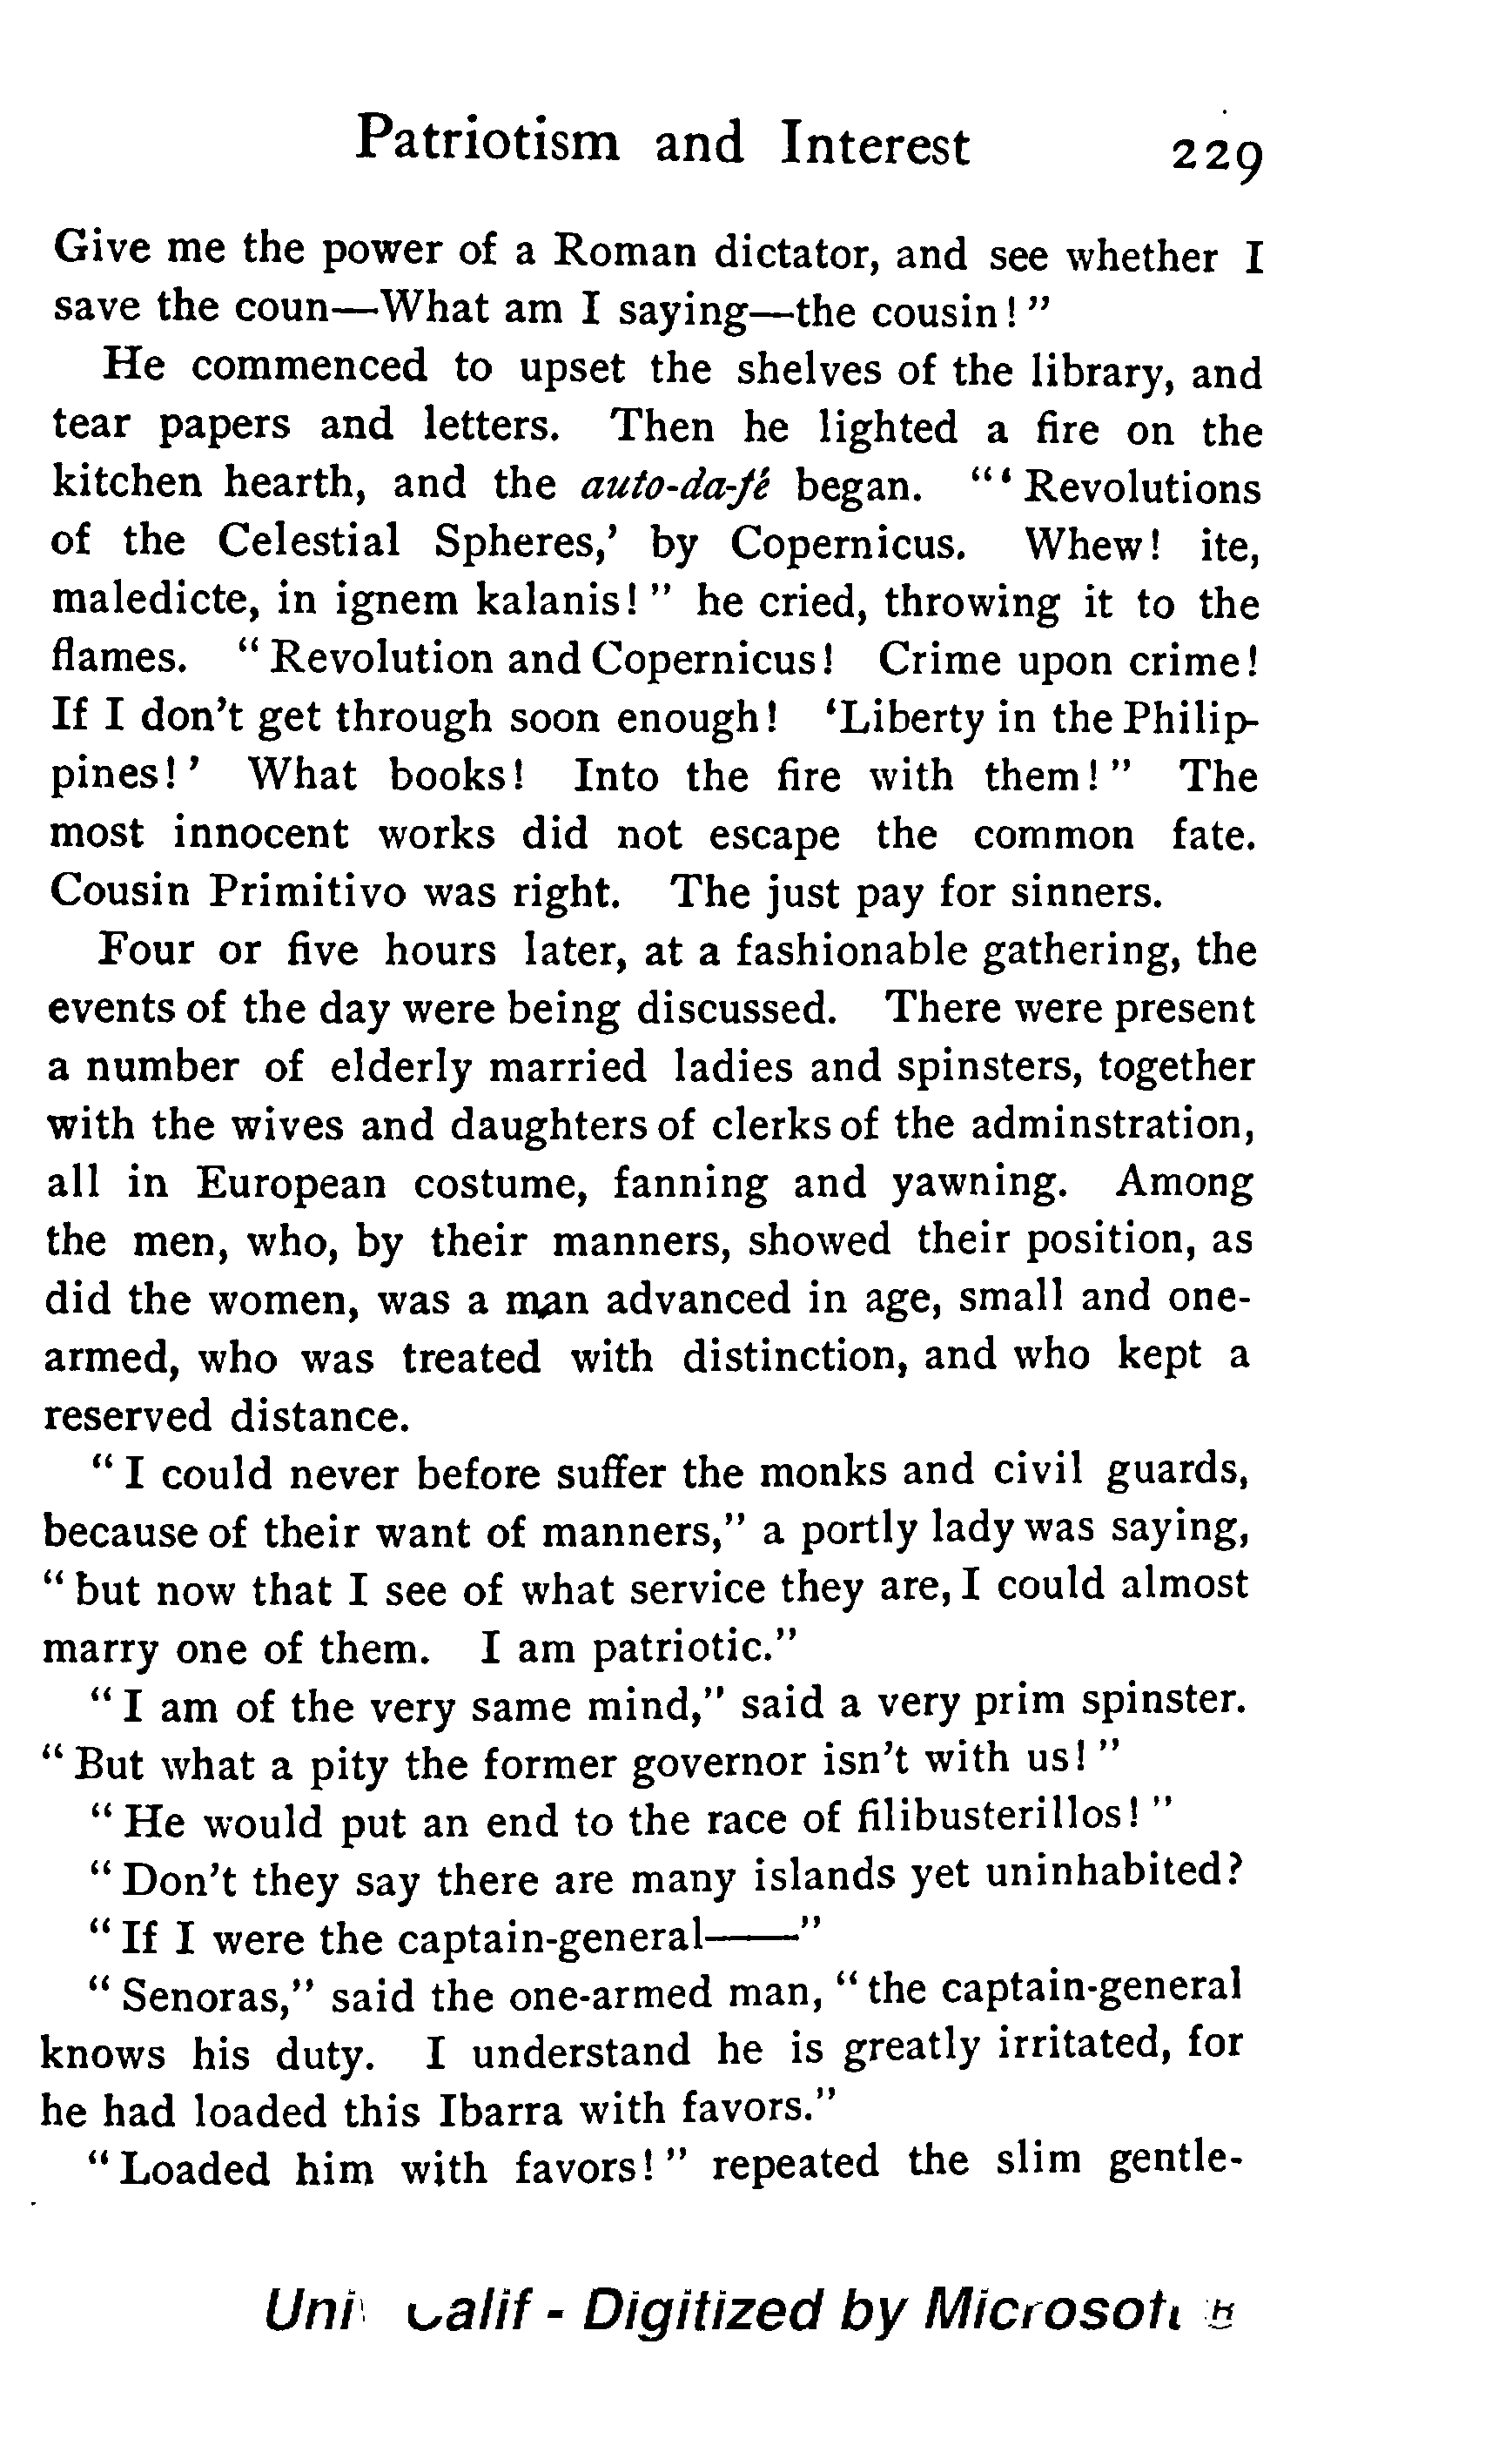 Patriotism and Interest 229
Give me the power of a Roman dictator, and see whether I
save the coun—What am I saying—the cousin!"
He commenced to upset the shelves of the library, and
tear papers and letters. Then he lighted a fire on the
kitchen hearth, and the auto-da-fé began. "'Revolutions
of the Celestial Spheres,' by Copernicus. Whew! ite,
maledicte, in ignem kalanis!" he cried, throwing it to the
flames. "Revolution and Copernicus! Crime upon crime!
If I don't get through soon enough! 'Liberty in the Philip-
pines!' What books! Into the fire with them!" The
most innocent works did not escape the common fate.
Cousin Primitivo was right. The just pay for sinners.
Four or five hours later, at a fashionable gathering, the
events of the day were being discussed. There were present
a number of elderly married ladies and spinsters, together
with the wives and daughters of clerks of the adminstration,
all in European costume, fanning and yawning. Among
the men, who, by their manners, showed their position, as
did the women, was a man advanced in age, small and one-
armed, who was treated with distinction, and who kept a
reserved distance.
"I could never before suffer the monks and civil guards,
because of their want of manners," a portly lady was saying,
"but now that I see of what service they are, I could almost
marry one of them. I am patriotic."
"I am of the very same mind," said a very prim spinster.
"But what a pity the former governor isn't with us!"
"He would put an end to the race of filibusterillos!"
"Don't they say there are many islands yet uninhabited?
"If I were the captain-general——"
"Senoras," said the one-armed man, "the captain-general
knows his duty. I understand he is greatly irritated, for
he had loaded this Ibarra with favors."
"Loaded him with favors!" repeated the slim gentle-
Calif - Digitized by Microsoft ®